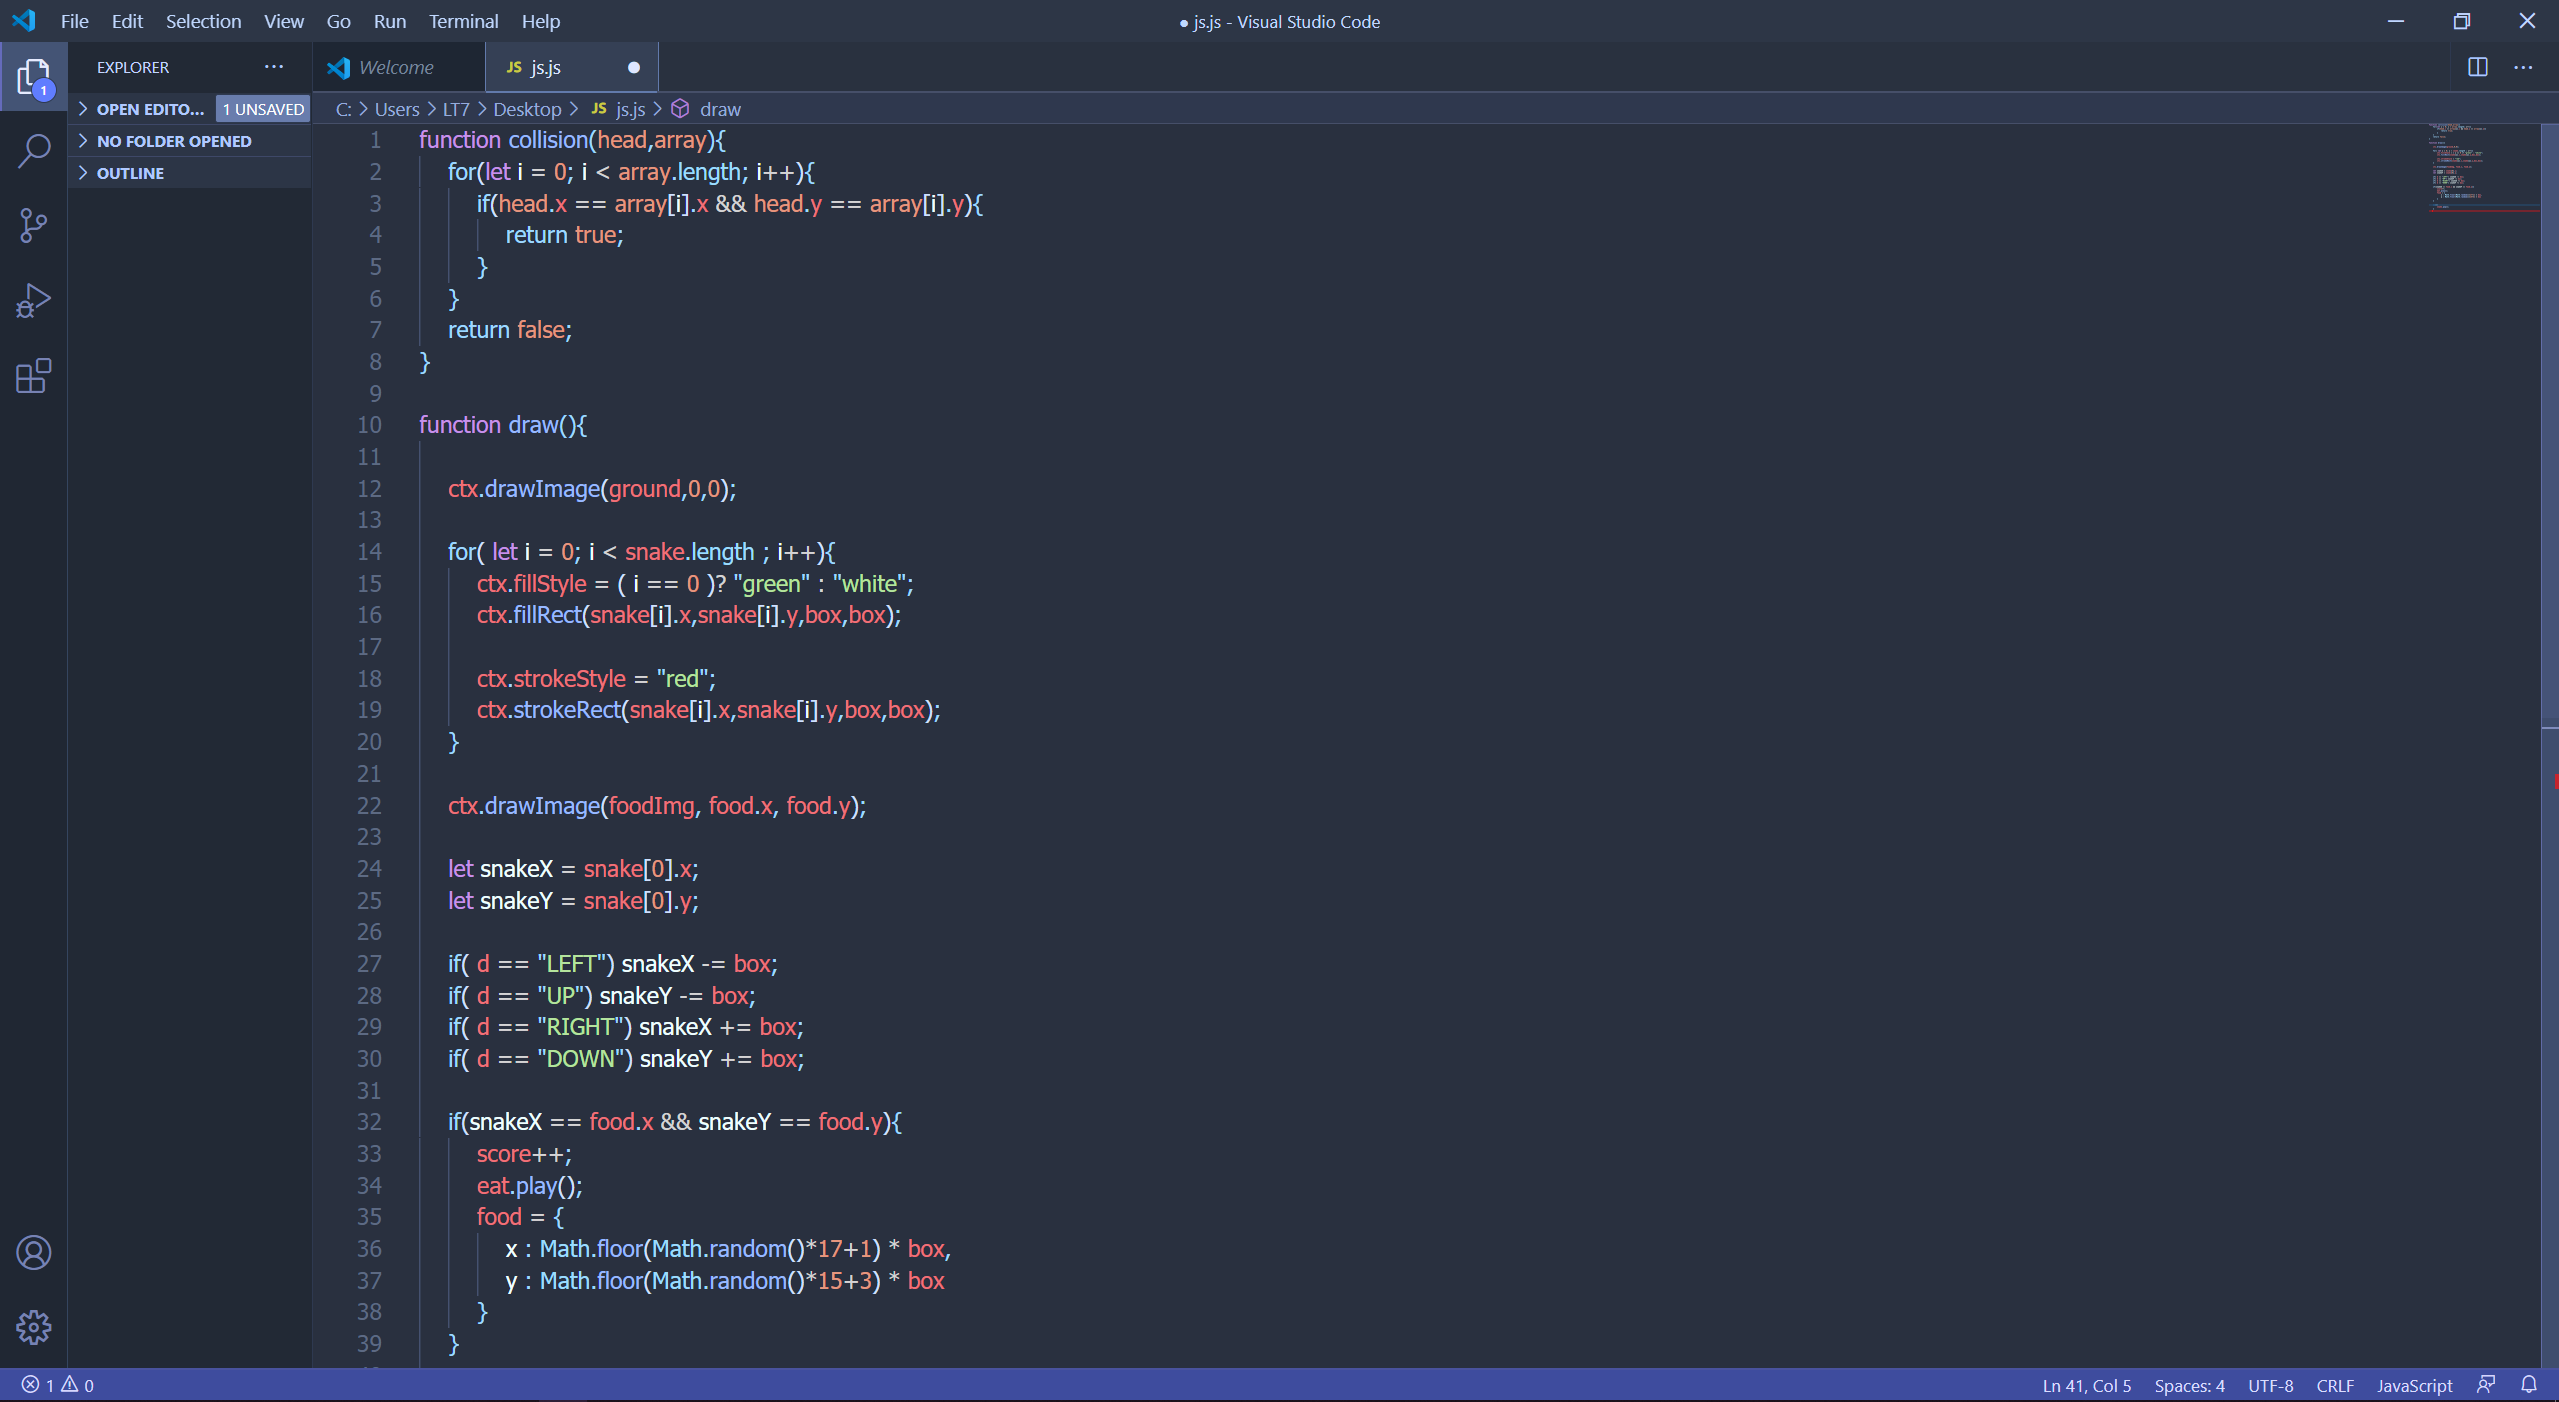 File Edit Selection View Go Run Terminal Help
● js.js - Visual Studio Code
EXPLORER ...
Welcome
JS js.js
1
OPEN EDITO... 1 UNSAVED
NO FOLDER OPENED
OUTLINE
C: > Users > LT7 > Desktop > JS js.js > draw
1 function collision(head,array){
2 for(let i = 0; i < array.length; i++){
3 if(head.x == array[i].x && head.y == array[i].y){
4 return true;
5 }
6 }
7 return false;
8 }
9
10 function draw(){
11
12 ctx.drawImage(ground,0,0);
13
14 for( let i = 0; i < snake.length ; i++){
15 ctx.fillStyle = ( i == 0 )? "green" : "white";
16 ctx.fillRect(snake[i].x,snake[i].y,box,box);
17
18 ctx.strokeStyle = "red";
19 ctx.strokeRect(snake[i].x,snake[i].y,box,box);
20 }
21
22 ctx.drawImage(foodImg, food.x, food.y);
23
24 let snakeX = snake[0].x;
25 let snakeY = snake[0].y;
26
27 if( d == "LEFT") snakeX -= box;
28 if( d == "UP") snakeY -= box;
29 if( d == "RIGHT") snakeX += box;
30 if( d == "DOWN") snakeY += box;
31
32 if(snakeX == food.x && snakeY == food.y){
33 score++;
34 eat.play();
35 food = {
36 x : Math.floor(Math.random()*17+1) * box,
37 y : Math.floor(Math.random()*15+3) * box
38 }
39 }
1 0
Ln 41, Col 5 Spaces: 4 UTF-8 CRLF JavaScript